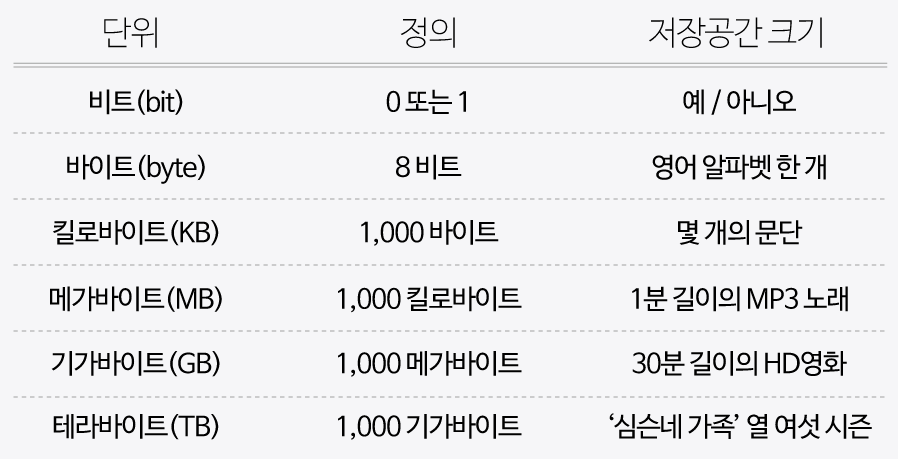 단위 정의 저장공간 크기
비트(bit) 0 또는 1 예 / 아니오
바이트(byte) 8 비트 영어 알파벳 한 개
킬로바이트(KB) 1,000 바이트 몇 개의 문단
메가바이트(MB) 1,000 킬로바이트 1분 길이의 MP3 노래
기가바이트(GB) 1,000 메가바이트 30분 길이의 HD영화
테라바이트(TB) 1,000 기가바이트 ‘심슨네 가족’ 열 여섯 시즌